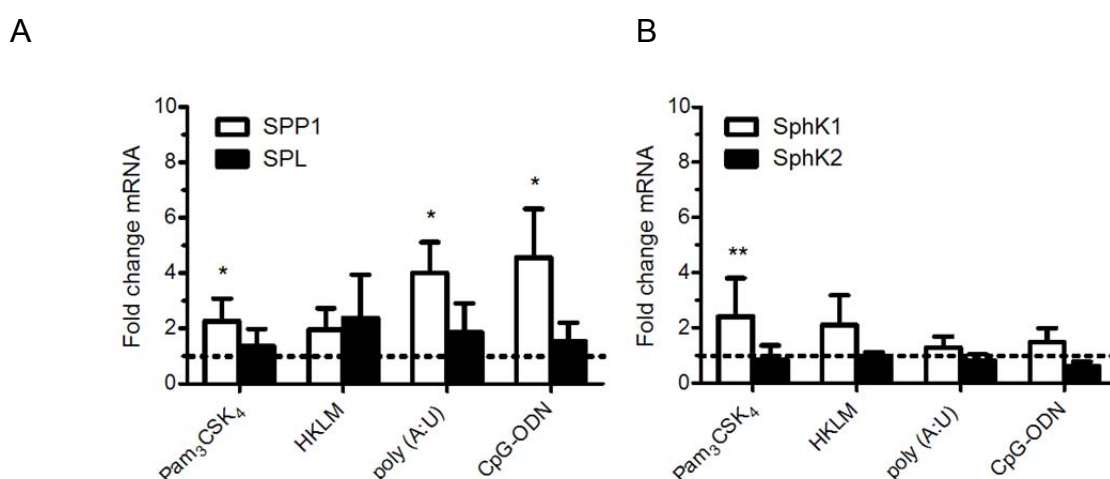 A
B
10
8
6
4
2
0
Fold change mRNA
SPP1
SPL
*
*
*
Pam₃CSK₄
HKLM
poly (A:U)
CpG-ODN
10
8
6
4
2
0
Fold change mRNA
SphK1
SphK2
**
Pam₃CSK₄
HKLM
poly (A:U)
CpG-ODN